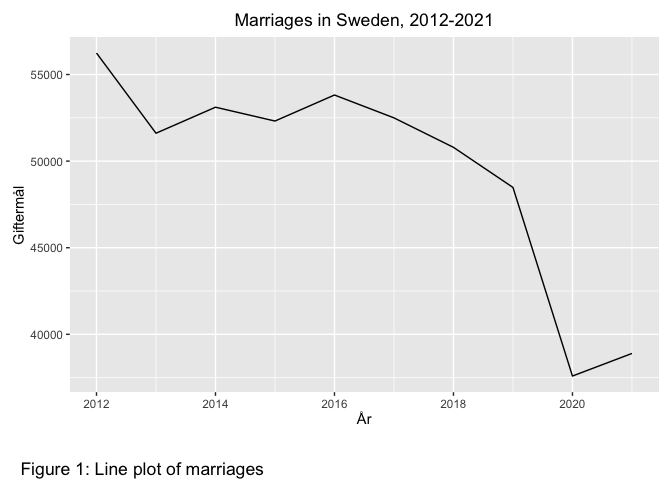 Marriages in Sweden, 2012-2021
55000
50000
45000
40000
Giftermål
2012 2014 2016 2018 2020
År
Figure 1: Line plot of marriages